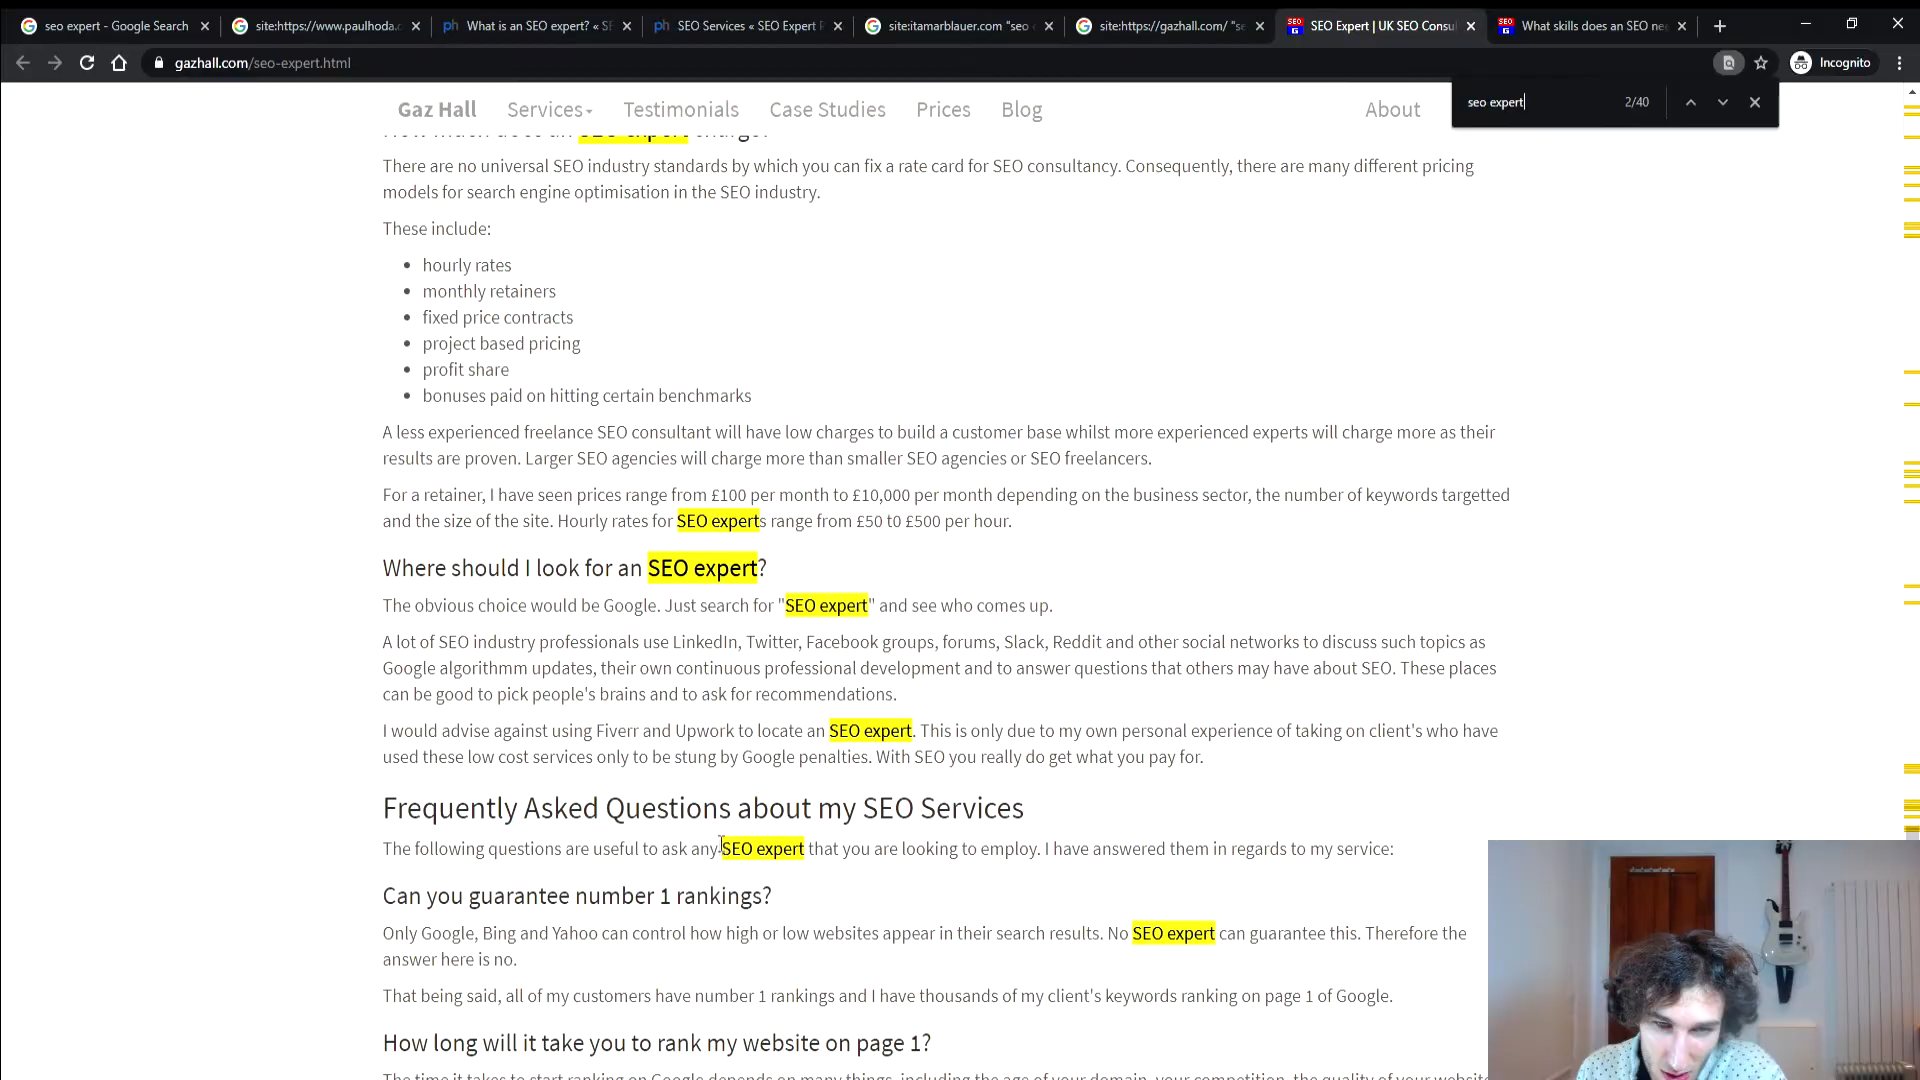 seo expert - Google Search
site:https://www.paulhoda.c
What is an SEO expert? « SE
SEO Services « SEO Expert
site:itamarblauer.com "seo
site:https://gazhall.com/ "se
SEO Expert | UK SEO Consu
What skills does an SEO ne
gazhall.com/seo-expert.html
Incognito
Gaz Hall
Services
Testimonials
Case Studies
Prices
Blog
About
seo expert
2/40
There are no universal SEO industry standards by which you can fix a rate card for SEO consultancy. Consequently, there are many different pricing
models for search engine optimisation in the SEO industry.
These include:
hourly rates
monthly retainers
fixed price contracts
project based pricing
profit share
bonuses paid on hitting certain benchmarks
A less experienced freelance SEO consultant will have low charges to build a customer base whilst more experienced experts will charge more as their
results are proven. Larger SEO agencies will charge more than smaller SEO agencies or SEO freelancers.
For a retainer, I have seen prices range from £100 per month to £10,000 per month depending on the business sector, the number of keywords targetted
and the size of the site. Hourly rates for SEO experts range from £50 to £500 per hour.
Where should I look for an SEO expert?
The obvious choice would be Google. Just search for "SEO expert" and see who comes up.
A lot of SEO industry professionals use LinkedIn, Twitter, Facebook groups, forums, Slack, Reddit and other social networks to discuss such topics as
Google algorithmm updates, their own continuous professional development and to answer questions that others may have about SEO. These places
can be good to pick people's brains and to ask for recommendations.
I would advise against using Fiverr and Upwork to locate an SEO expert. This is only due to my own personal experience of taking on client's who have
used these low cost services only to be stung by Google penalties. With SEO you really do get what you pay for.
Frequently Asked Questions about my SEO Services
The following questions are useful to ask any SEO expert that you are looking to employ. I have answered them in regards to my service:
Can you guarantee number 1 rankings?
Only Google, Bing and Yahoo can control how high or low websites appear in their search results. No SEO expert can guarantee this. Therefore the
answer here is no.
That being said, all of my customers have number 1 rankings and I have thousands of my client's keywords ranking on page 1 of Google.
How long will it take you to rank my website on page 1?